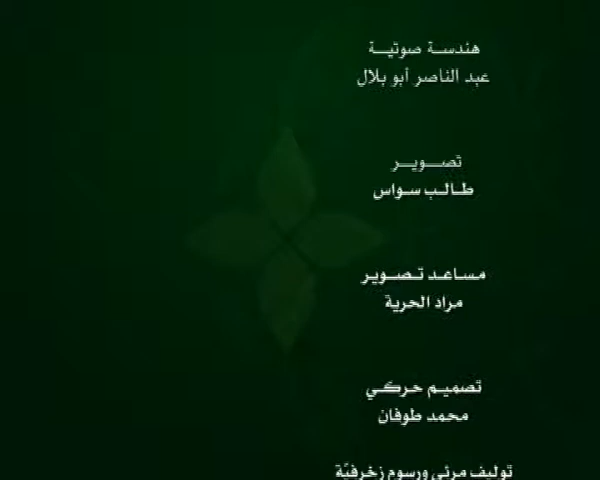 هندسة صوتية
عبد الناصر أبو بلال
تصوير
طالب سواس
مساعد تصوير
مراد الحرية
تصميم حركي
محمد طوفان
توليف مرئي ورسوم زخرفيّة